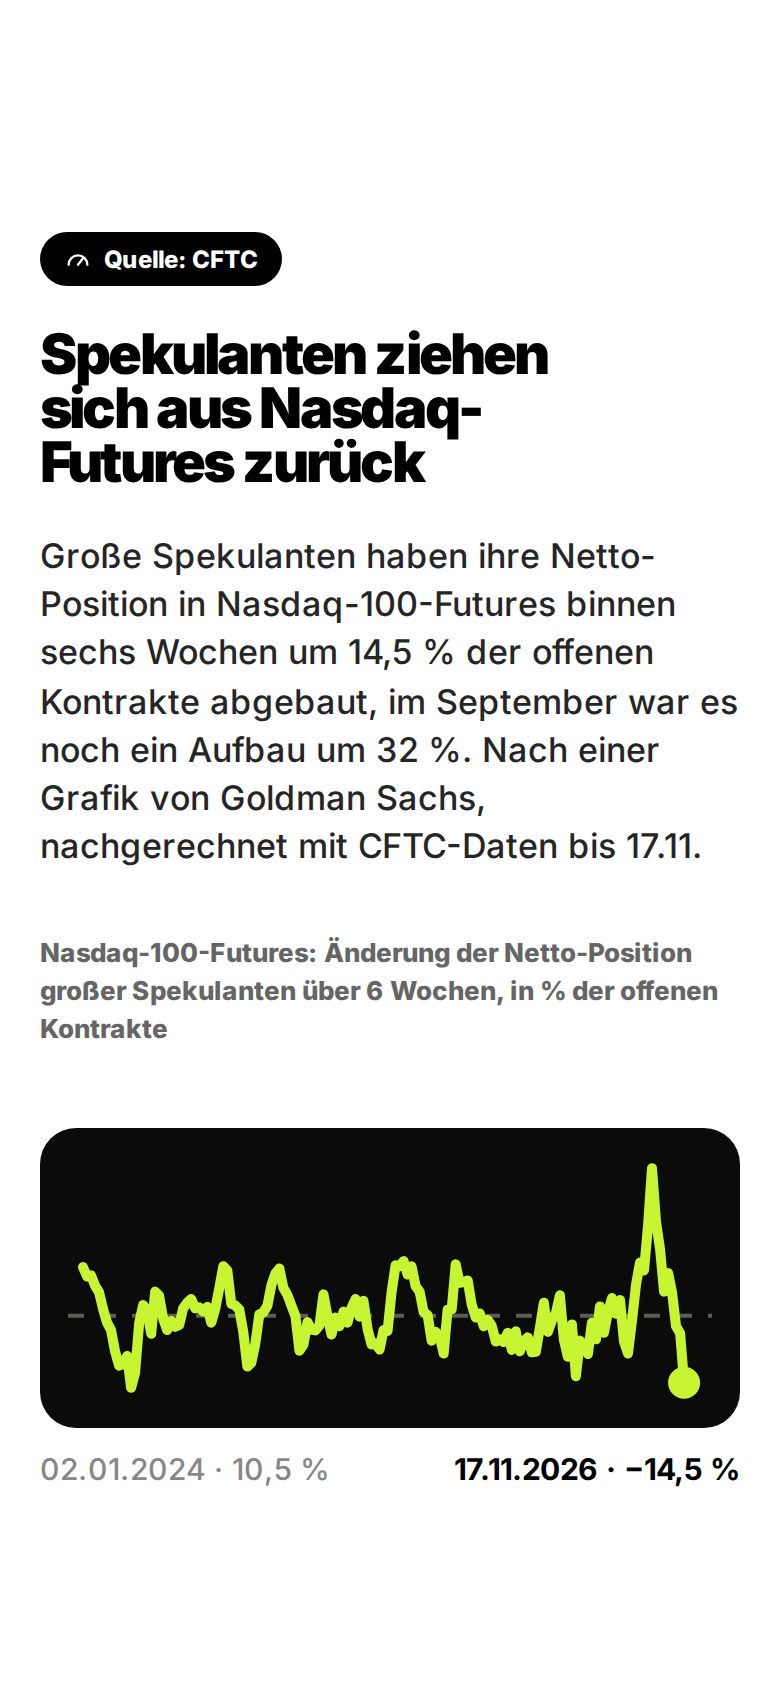 Quelle: CFTC
Spekulanten ziehen
sich aus Nasdaq-
Futures zurück
Große Spekulanten haben ihre Netto-
Position in Nasdaq-100-Futures binnen
sechs Wochen um 14,5 % der offenen
Kontrakte abgebaut, im September war es
noch ein Aufbau um 32 %. Nach einer
Grafik von Goldman Sachs,
nachgerechnet mit CFTC-Daten bis 17.11.
Nasdaq-100-Futures: Änderung der Netto-Position
großer Spekulanten über 6 Wochen, in % der offenen
Kontrakte
02.01.2024 · 10,5 %
17.11.2026 · −14,5 %